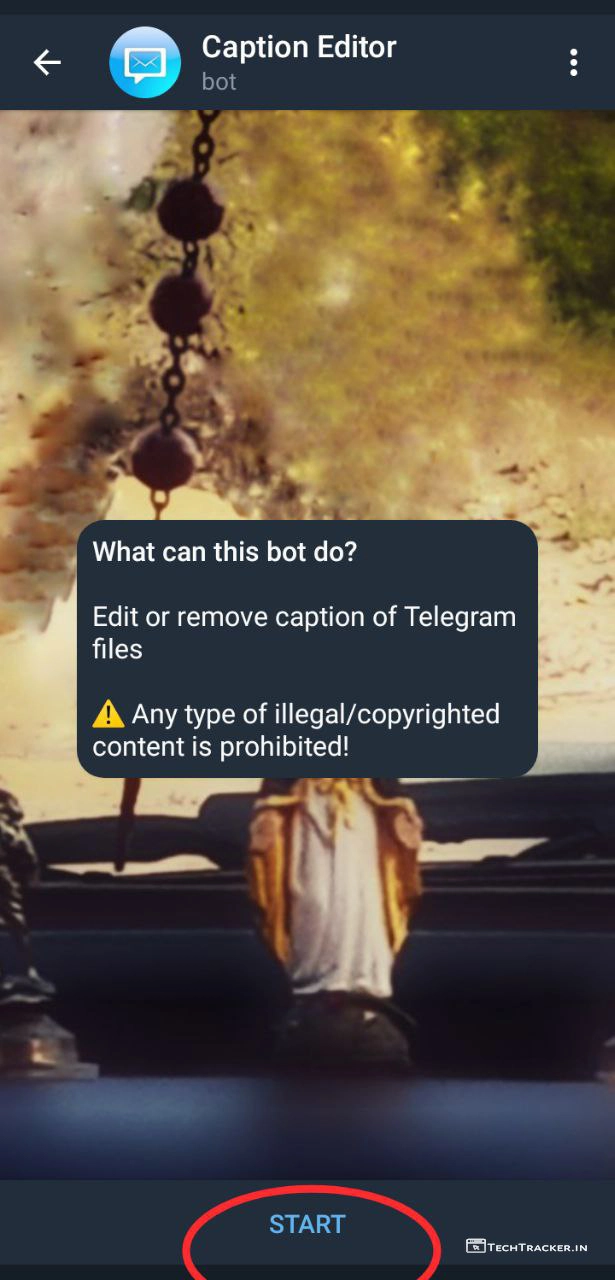 Caption Editor
bot
What can this bot do?
Edit or remove caption of Telegram
files
⚠️ Any type of illegal/copyrighted
content is prohibited!
START
TECHTRACKER.IN